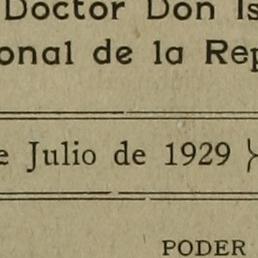 Doctor Don Is
onal de la Rep
e Julio de 1929
PODER